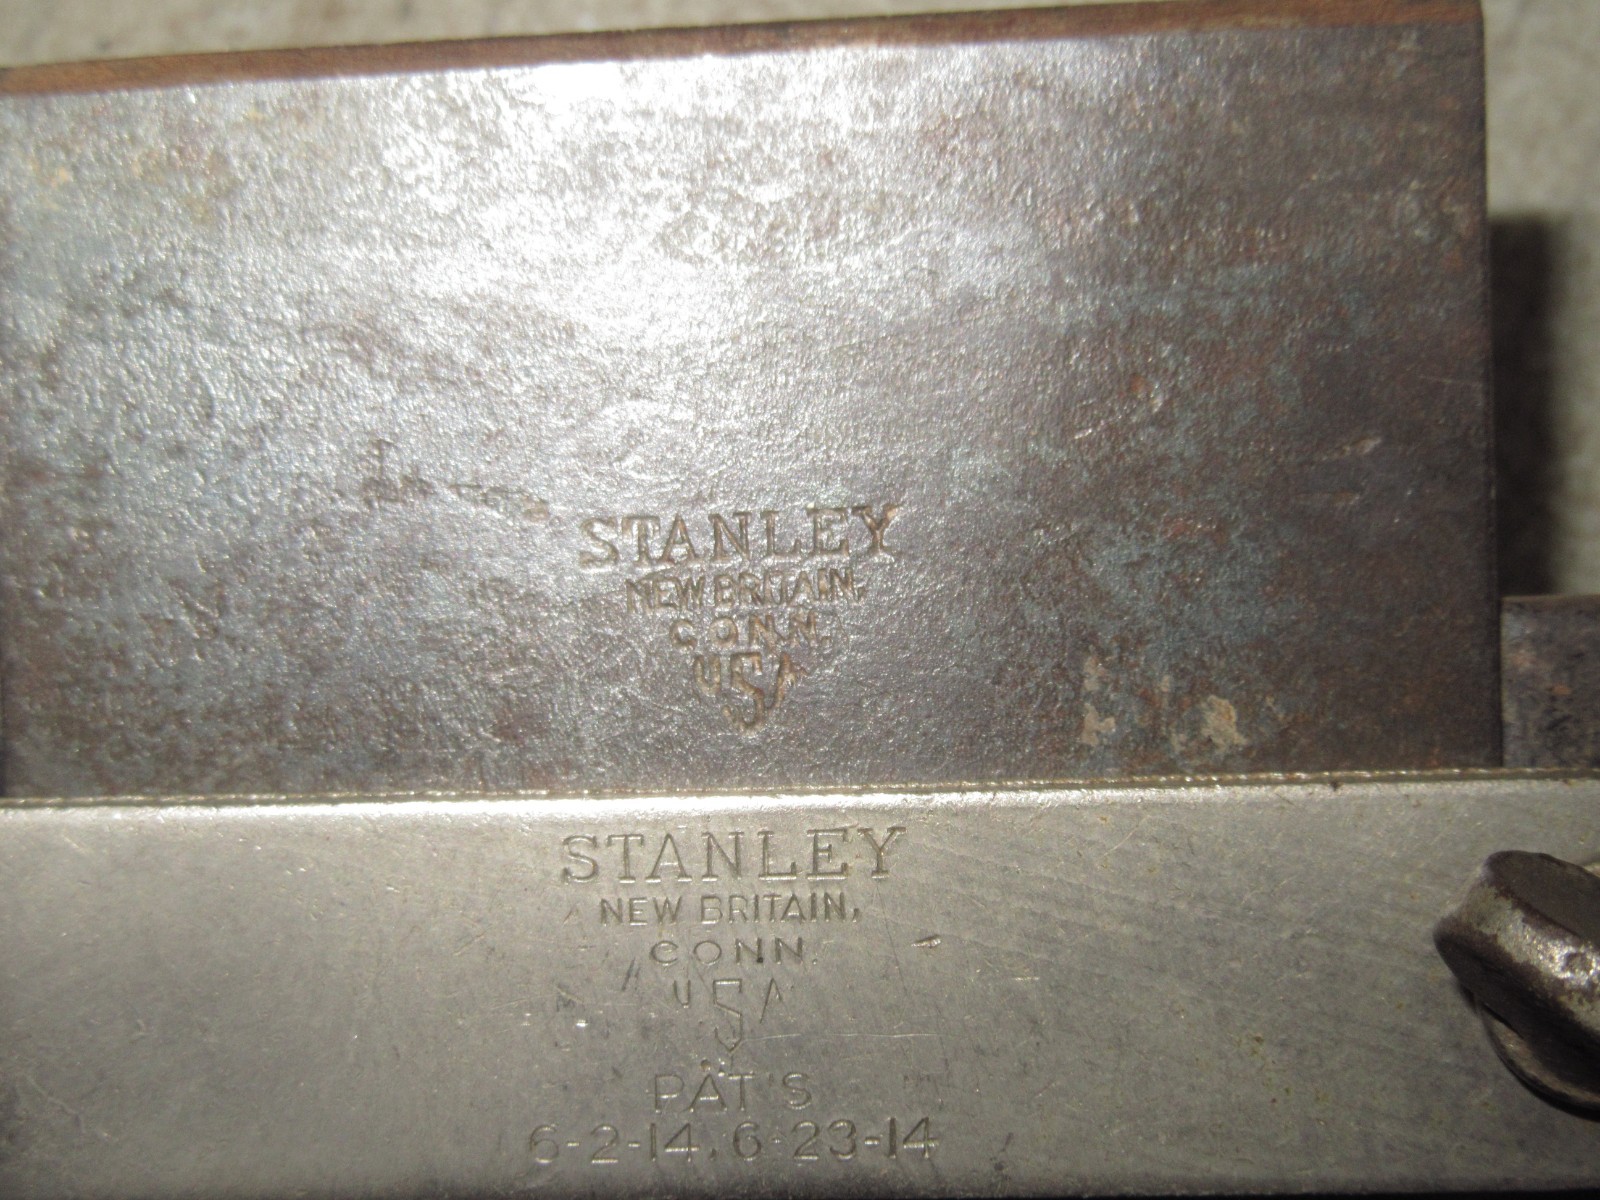 STANLEY
NEW BRITAIN,
CONN.
USA
STANLEY
NEW BRITAIN,
CONN.
USA
PAT'S
6-2-14, 6-23-14